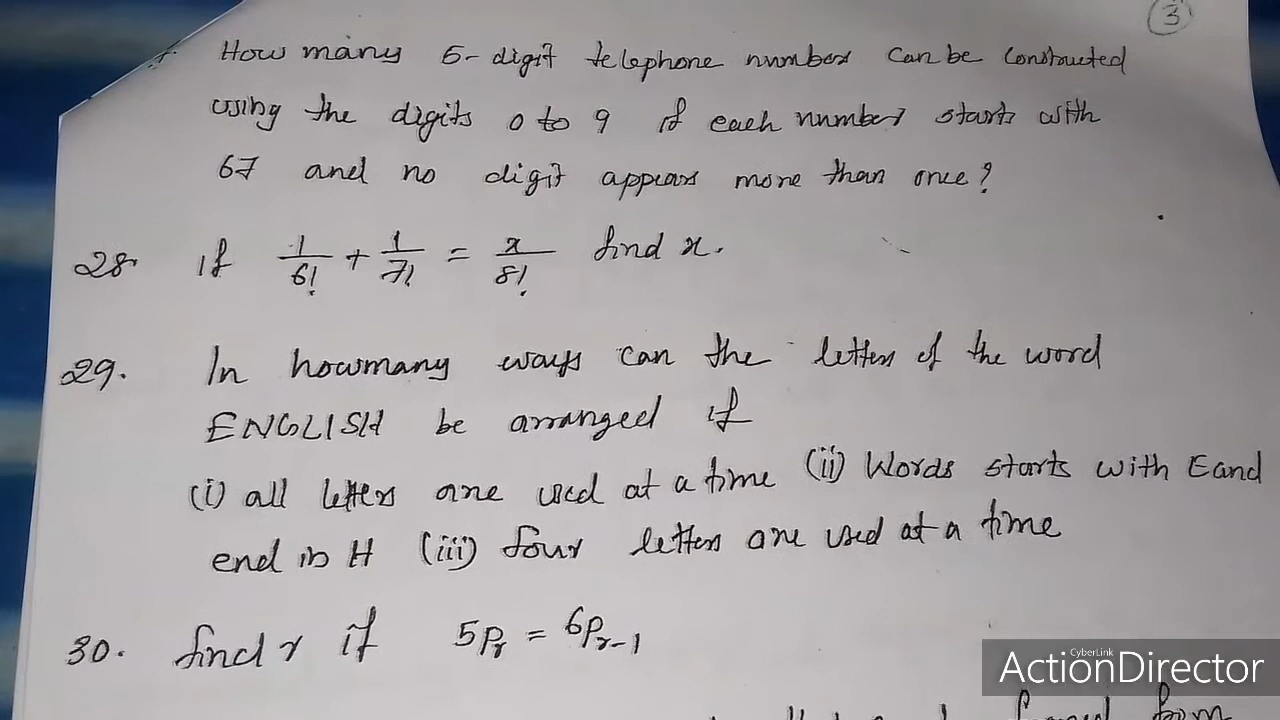 3
How many 5-digit telephone numbers can be constructed
using the digits 0 to 9 if each number starts with
67 and no digit appears more than once?
28. if 1/6! + 1/7! = x/8! find x.
29. In howmany ways can the letters of the word
ENGLISH be arranged if
(i) all letters are used at a time (ii) Words starts with E and
end in H (iii) four letters are used at a time
30. find r if 5Pr = 6Pr-1
CyberLink
ActionDirector
formed from